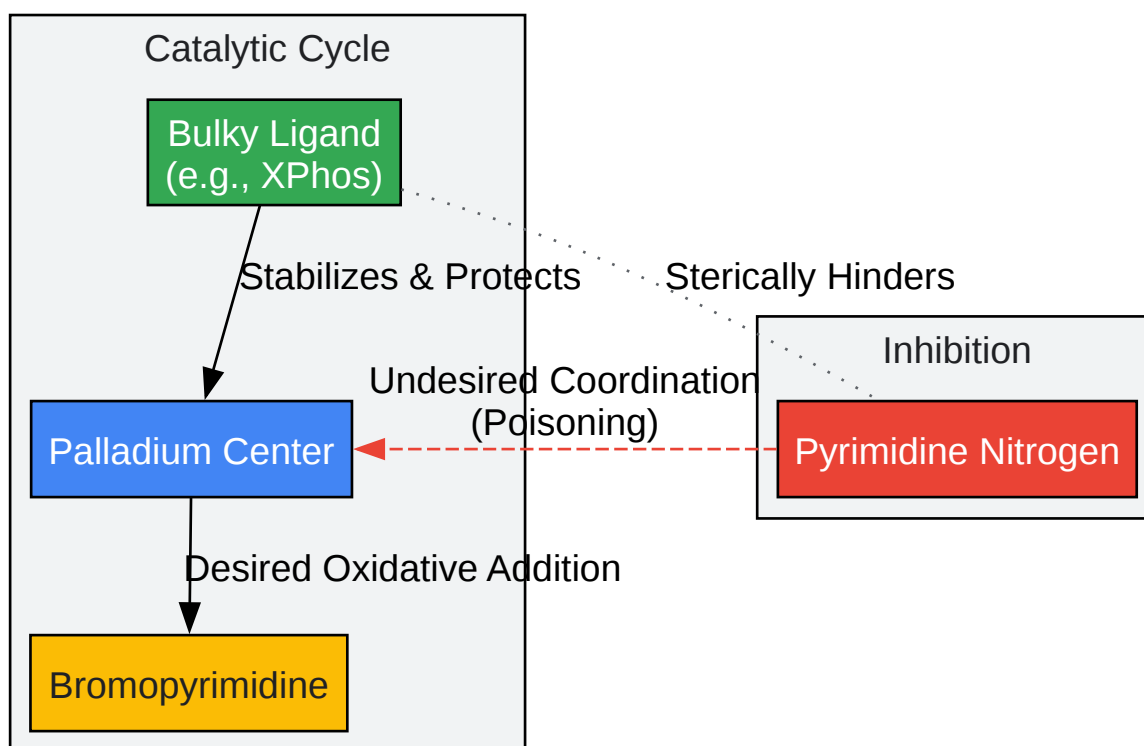 Catalytic Cycle
Bulky Ligand
(e.g., XPhos)
Stabilizes & Protects
Sterically Hinders
Inhibition
Undesired Coordination
(Poisoning)
Palladium Center
Pyrimidine Nitrogen
Desired Oxidative Addition
Bromopyrimidine